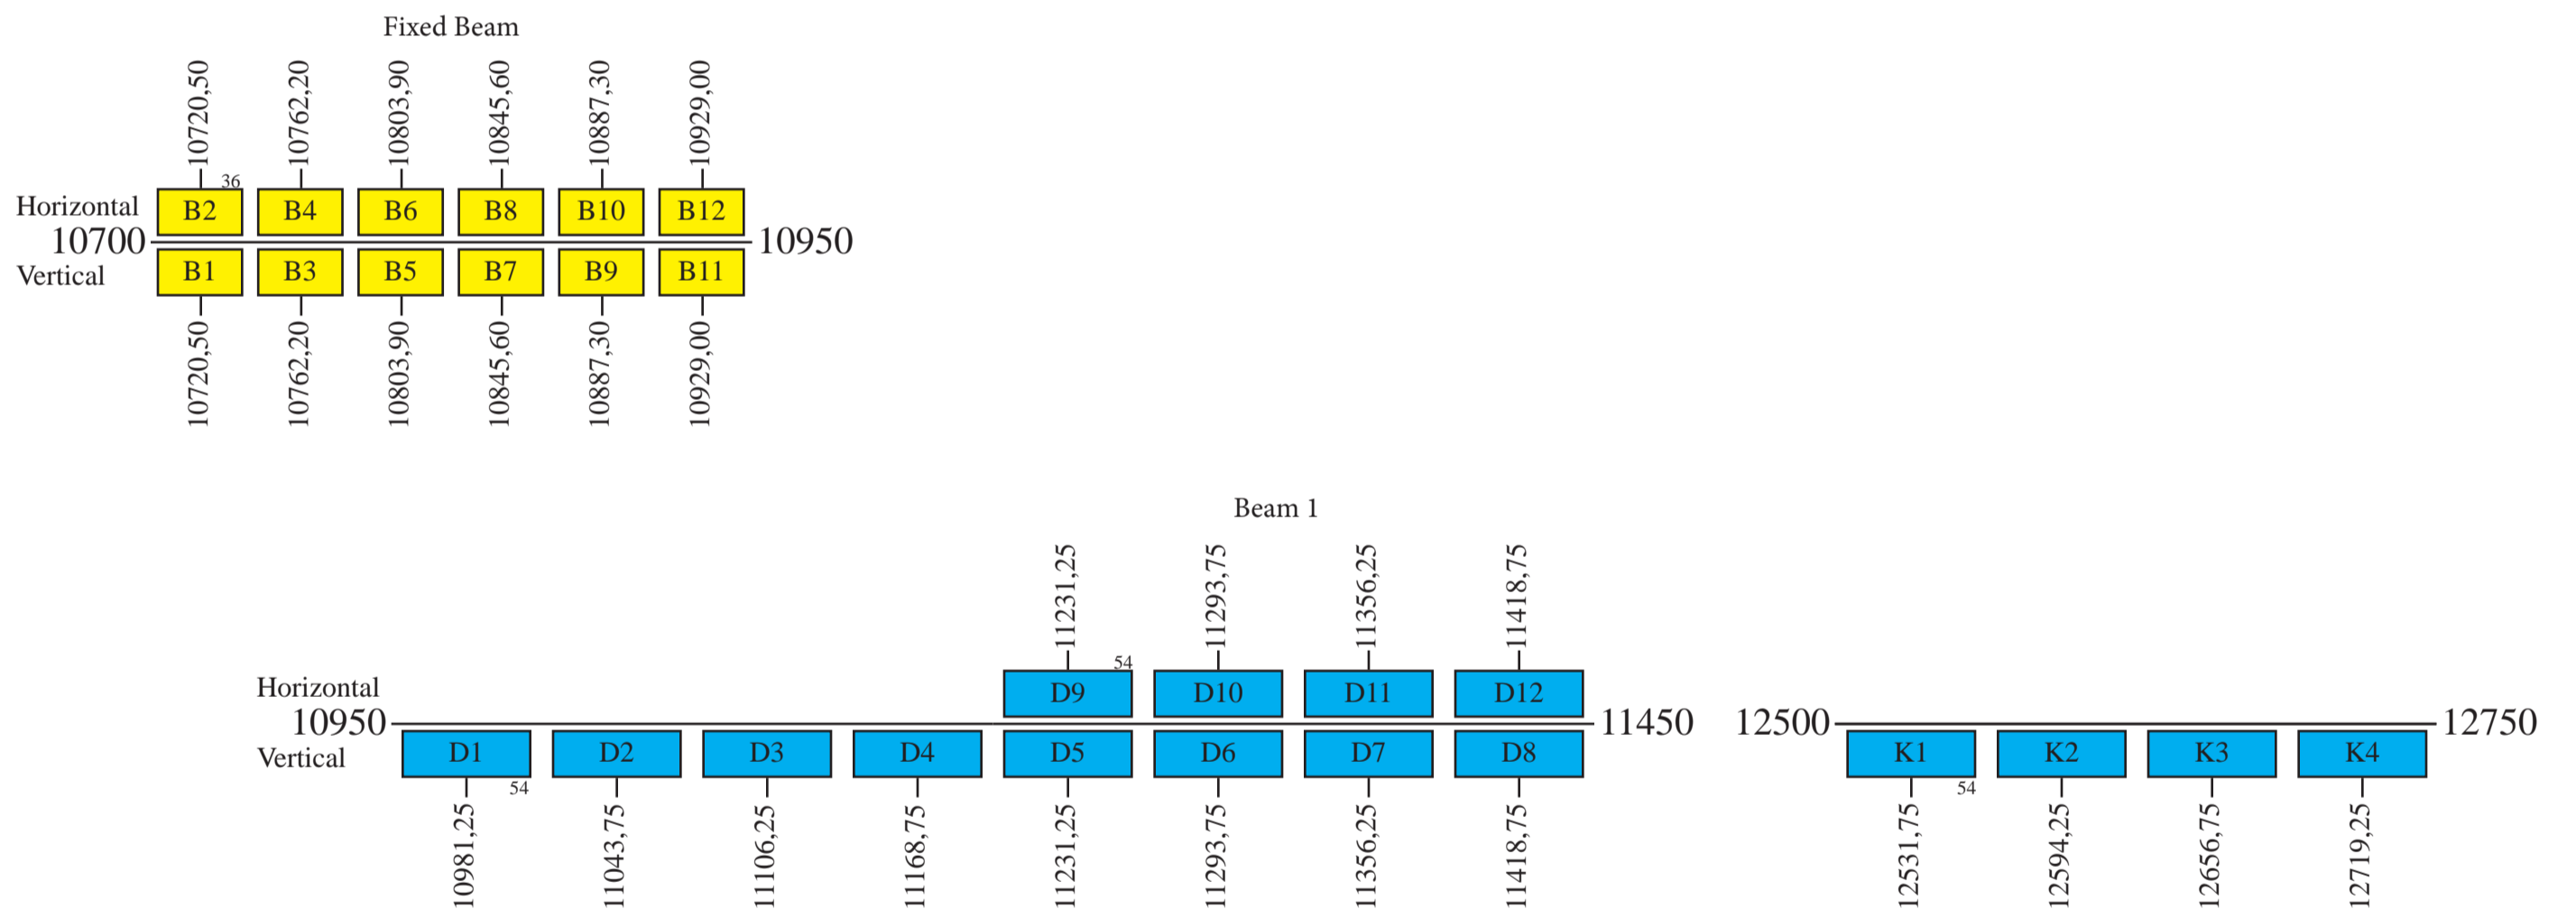 Fixed Beam
10720,50 10762,20 10803,90 10845,60 10887,30 10929,00
36
Horizontal B2 B4 B6 B8 B10 B12
10700 10950
Vertical B1 B3 B5 B7 B9 B11
10720,50 10762,20 10803,90 10845,60 10887,30 10929,00
Beam 1
11231,25 11293,75 11356,25 11418,75
54
Horizontal D9 D10 D11 D12
10950 11450 12500 12750
Vertical D1 D2 D3 D4 D5 D6 D7 D8 K1 K2 K3 K4
54 54
10981,25 11043,75 11106,25 11168,75 11231,25 11293,75 11356,25 11418,75 12531,75 12594,25 12656,75 12719,25